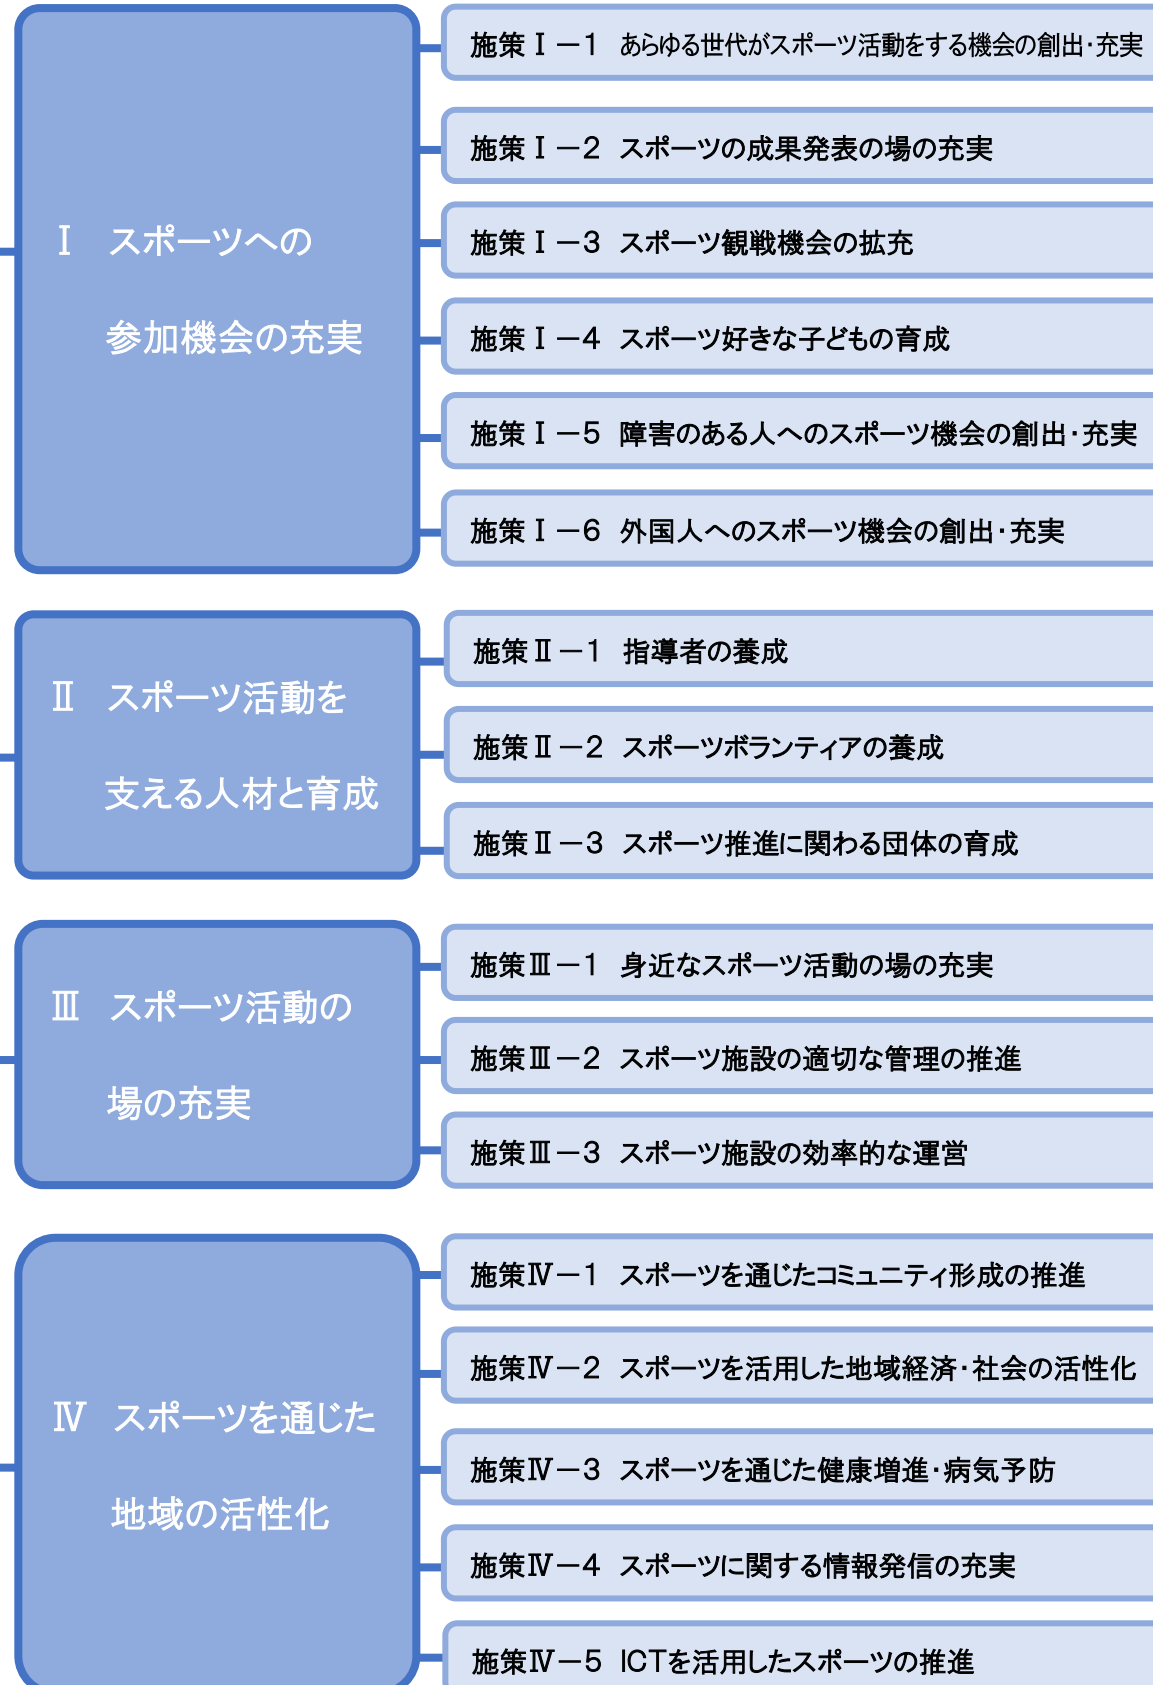 Ⅰ　スポーツへの
参加機会の充実
施策Ⅰ－1　あらゆる世代がスポーツ活動をする機会の創出・充実
施策Ⅰ－2　スポーツの成果発表の場の充実
施策Ⅰ－3　スポーツ観戦機会の拡充
施策Ⅰ－4　スポーツ好きな子どもの育成
施策Ⅰ－5　障害のある人へのスポーツ機会の創出・充実
施策Ⅰ－6　外国人へのスポーツ機会の創出・充実
Ⅱ　スポーツ活動を
支える人材と育成
施策Ⅱ－1　指導者の養成
施策Ⅱ－2　スポーツボランティアの養成
施策Ⅱ－3　スポーツ推進に関わる団体の育成
Ⅲ　スポーツ活動の
場の充実
施策Ⅲ－1　身近なスポーツ活動の場の充実
施策Ⅲ－2　スポーツ施設の適切な管理の推進
施策Ⅲ－3　スポーツ施設の効率的な運営
Ⅳ　スポーツを通じた
地域の活性化
施策Ⅳ－1　スポーツを通じたコミュニティ形成の推進
施策Ⅳ－2　スポーツを活用した地域経済・社会の活性化
施策Ⅳ－3　スポーツを通じた健康増進・病気予防
施策Ⅳ－4　スポーツに関する情報発信の充実
施策Ⅳ－5　ICTを活用したスポーツの推進